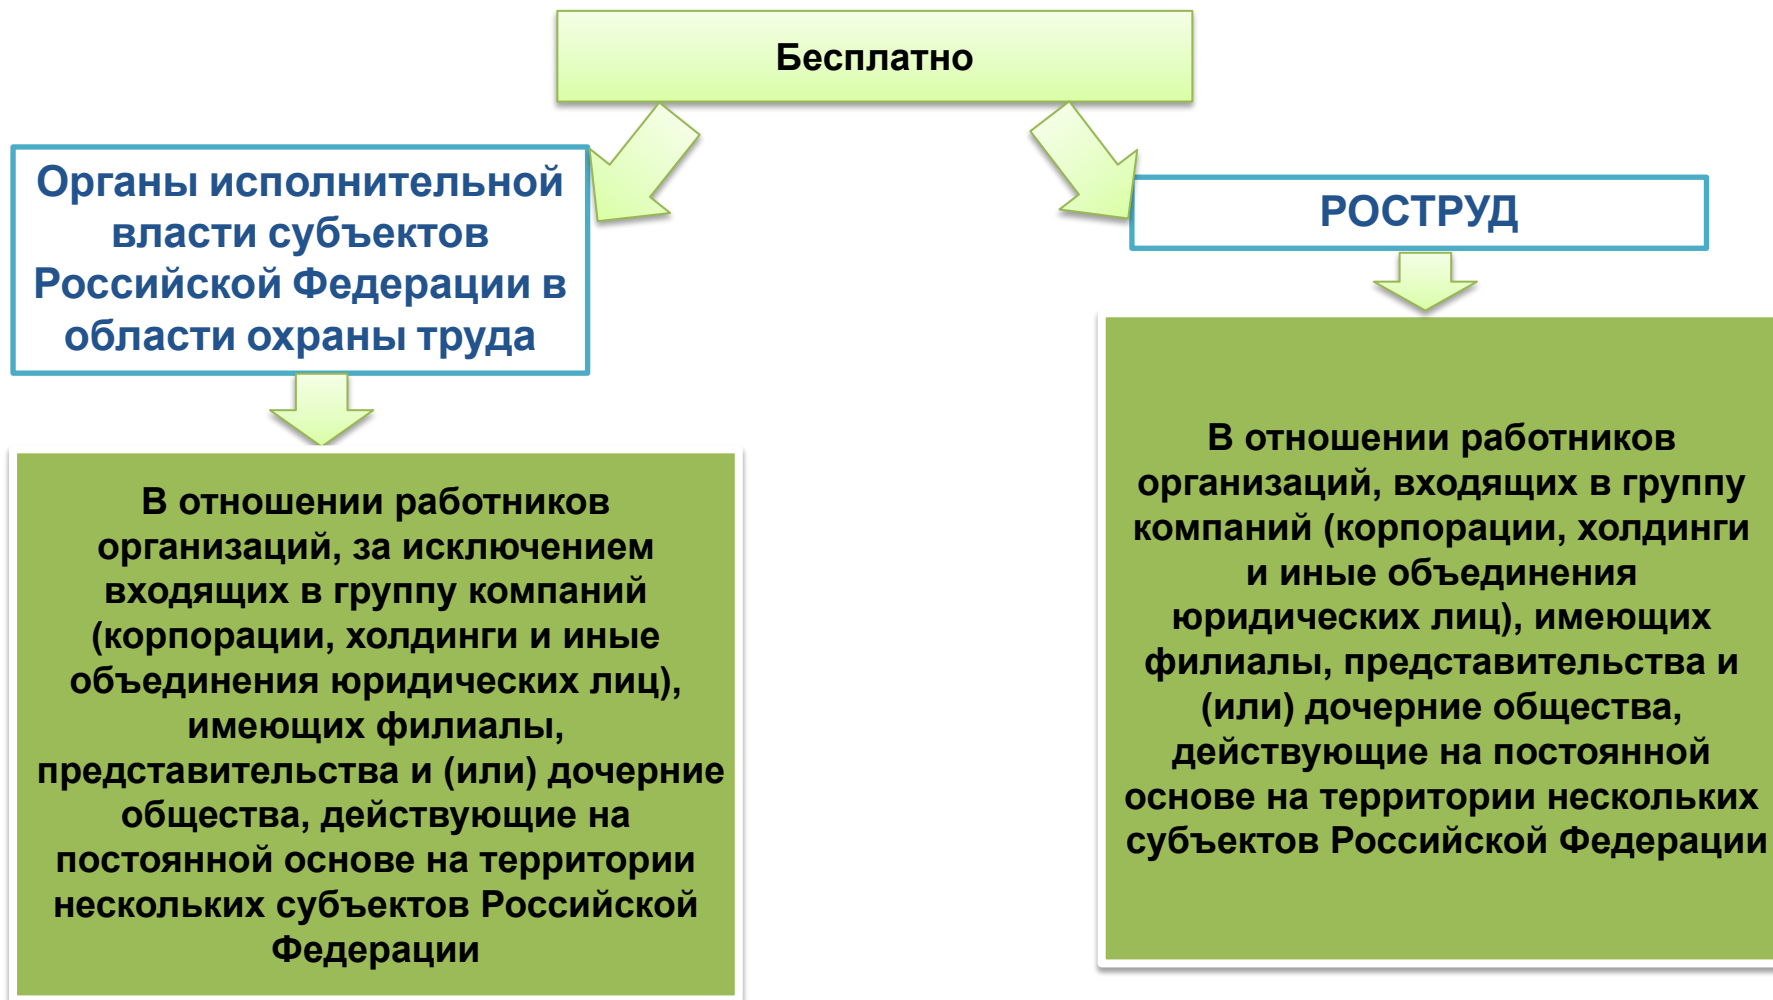 Бесплатно
Органы исполнительной
власти субъектов
Российской Федерации в
области охраны труда
РОСТРУД
В отношении работников
организаций, за исключением
входящих в группу компаний
(корпорации, холдинги и иные
объединения юридических лиц),
имеющих филиалы,
представительства и (или) дочерние
общества, действующие на
постоянной основе на территории
нескольких субъектов Российской
Федерации
В отношении работников
организаций, входящих в группу
компаний (корпорации, холдинги
и иные объединения
юридических лиц), имеющих
филиалы, представительства и
(или) дочерние общества,
действующие на постоянной
основе на территории нескольких
субъектов Российской Федерации